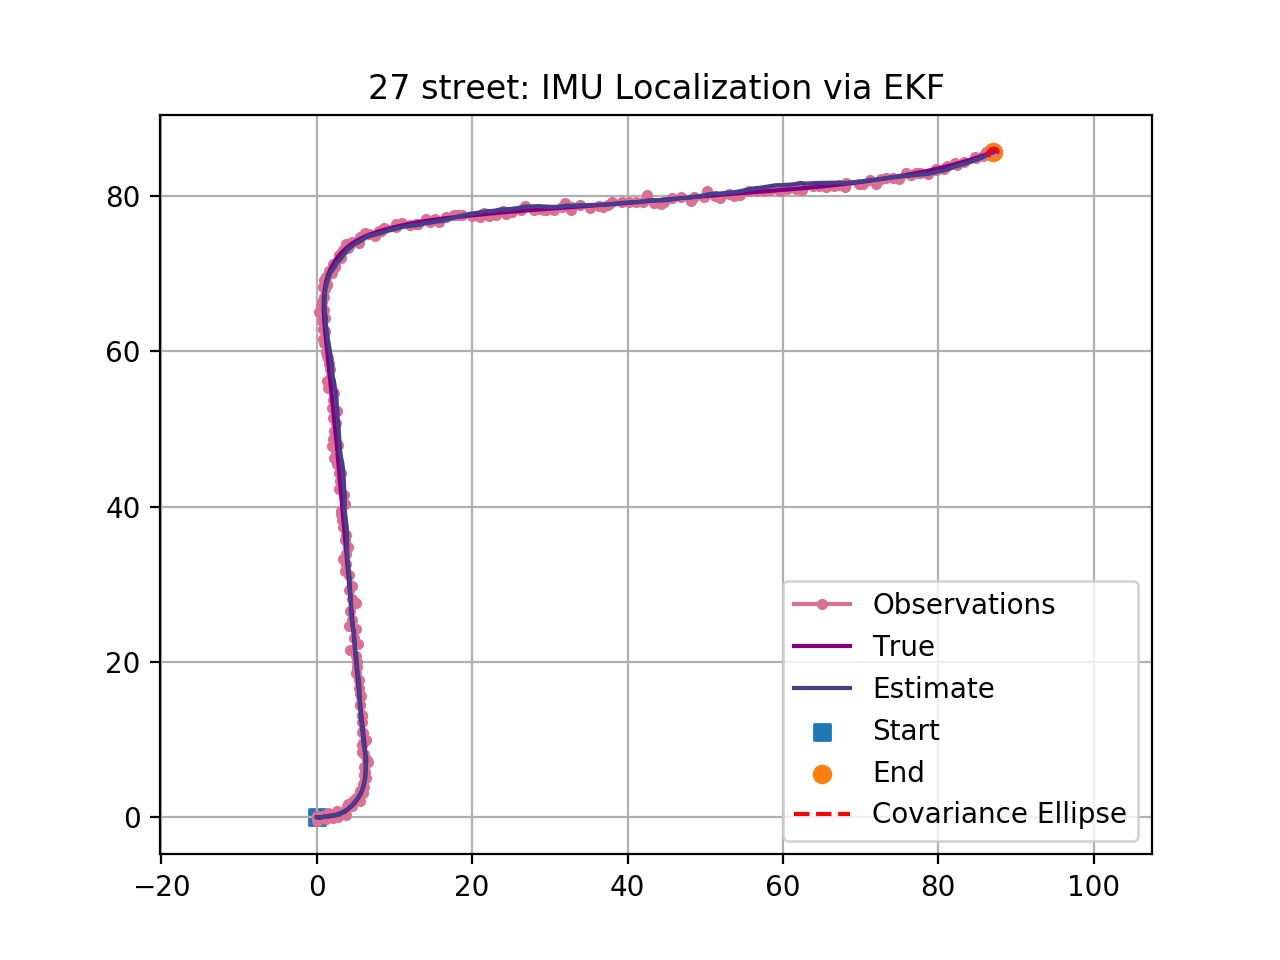 27 street: IMU Localization via EKF
80
60
40
20
0
−20 0 20 40 60 80 100
Observations
True
Estimate
Start
End
Covariance Ellipse